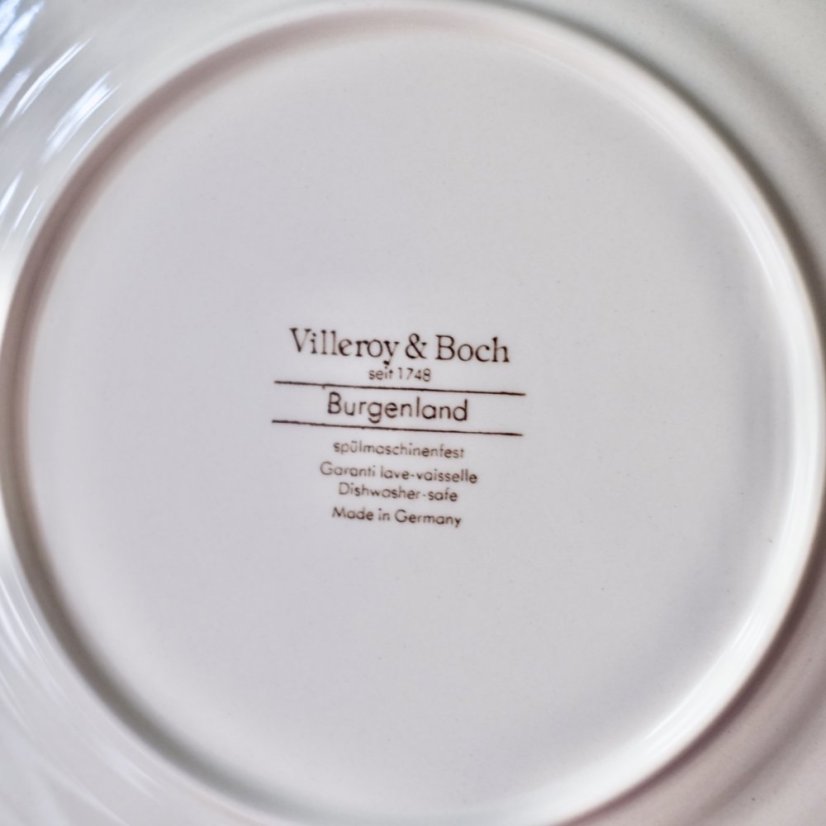 Villeroy & Boch
seit 1748
Burgenland
spülmaschinenfest
Garanti lave-vaisselle
Dishwasher-safe
Made in Germany